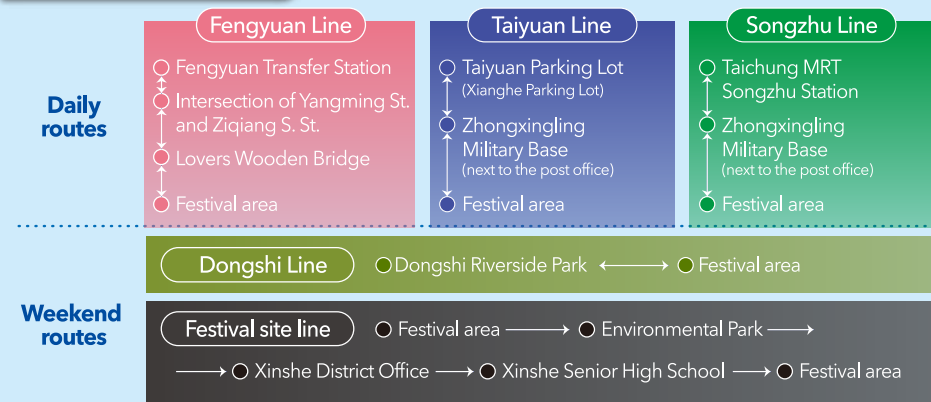 Daily
routes
Fengyuan Line
Fengyuan Transfer Station
Intersection of Yangming St.
and Ziqiang S. St.
Lovers Wooden Bridge
Festival area
Taiyuan Line
Taiyuan Parking Lot
(Xianghe Parking Lot)
Zhongxingling
Military Base
(next to the post office)
Festival area
Songzhu Line
Taichung MRT
Songzhu Station
Zhongxingling
Military Base
(next to the post office)
Festival area
Weekend
routes
Dongshi Line
Dongshi Riverside Park
Festival area
Festival site line
Festival area
Environmental Park
Xinshe District Office
Xinshe Senior High School
Festival area